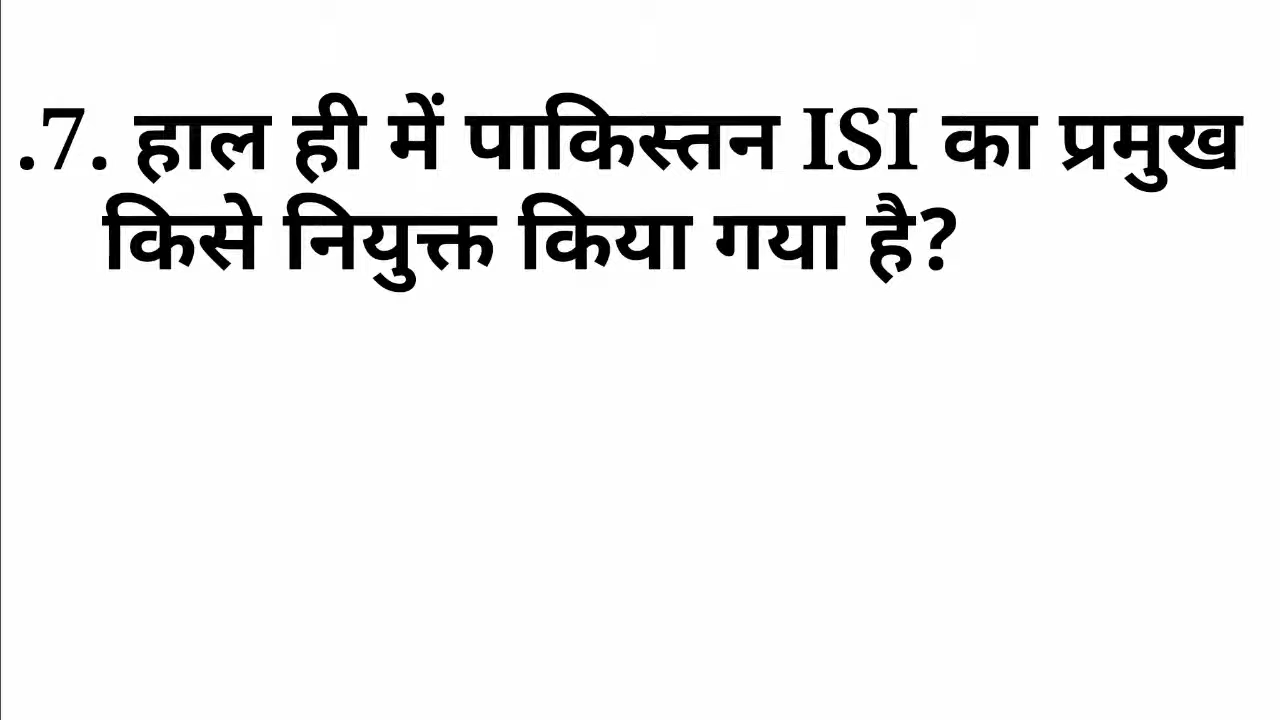 .7. हाल ही में पाकिस्तन ISI का प्रमुख
किसे नियुक्त किया गया है?